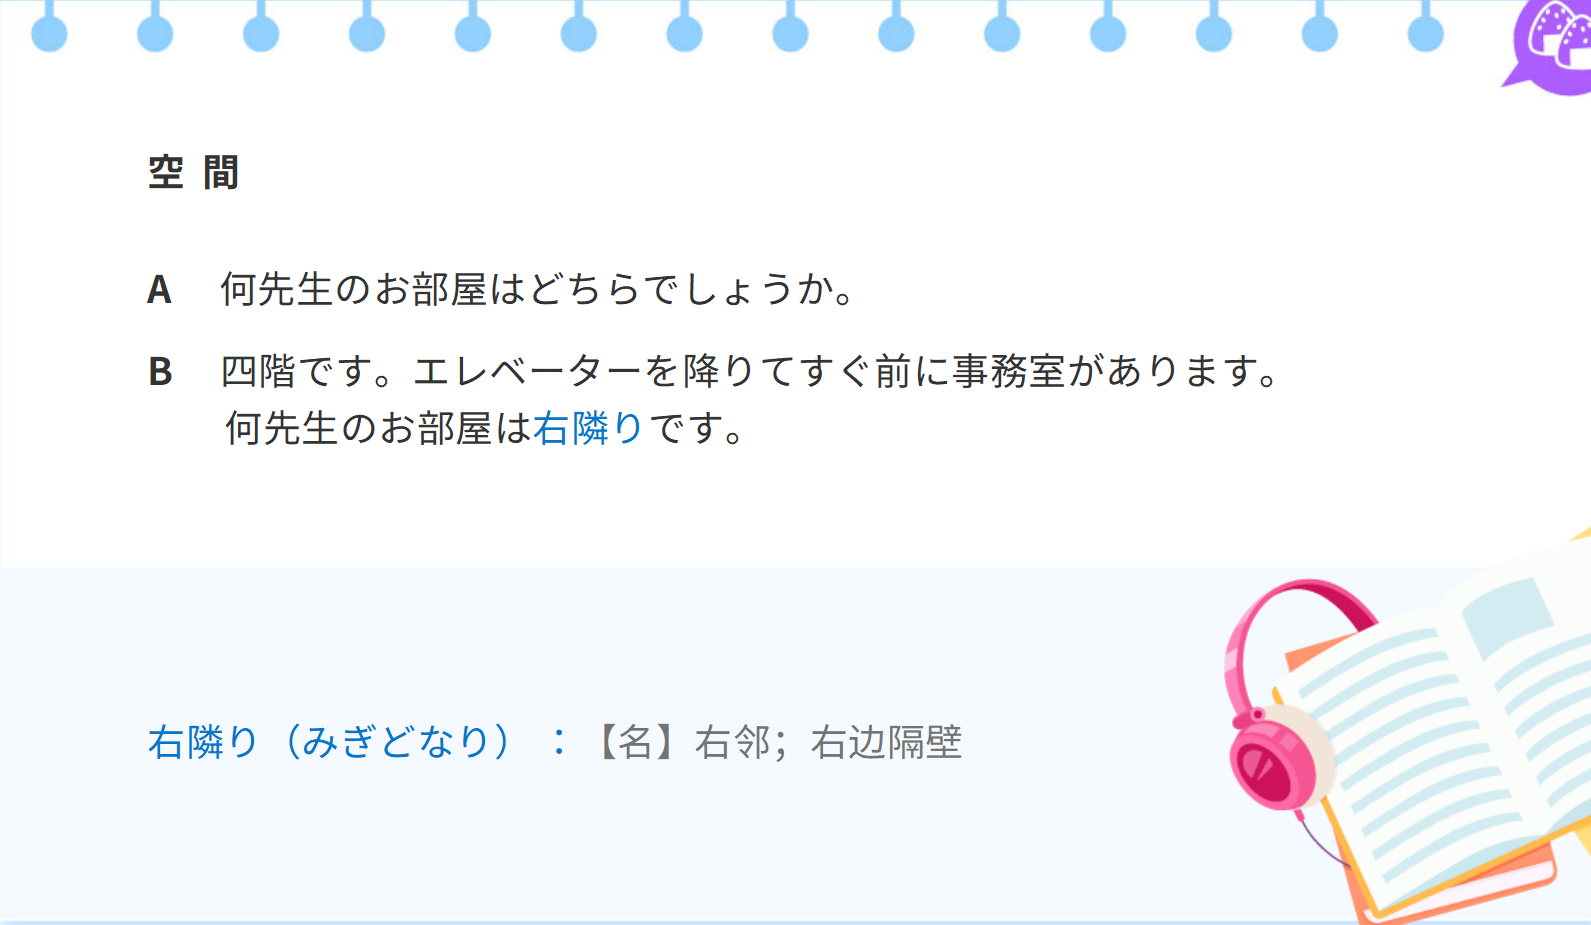 空 間
A 何先生のお部屋はどちらでしょうか。
B 四階です。エレベーターを降りてすぐ前に事務室があります。
何先生のお部屋は右隣りです。
右隣り（みぎどなり）：【名】右邻；右边隔壁